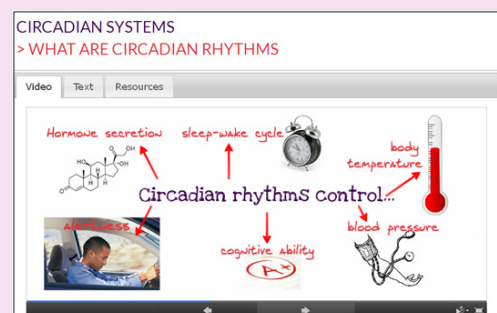 CIRCADIAN SYSTEMS
> WHAT ARE CIRCADIAN RHYTHMS
Video Text Resources
Hormone secretion
sleep-wake cycle
body
temperature
Circadian rhythms control...
Alertness
cognitive ability
blood pressure
A+